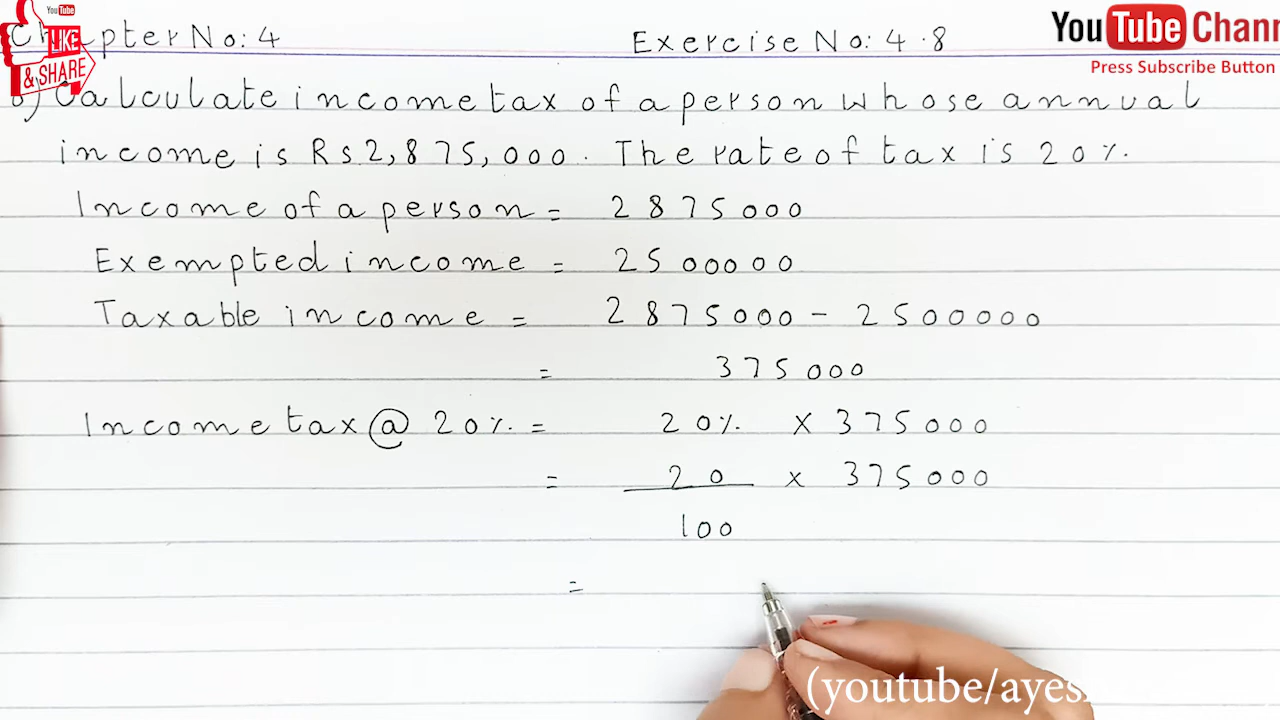 YouTube
LIKE
& SHARE
Chapter No: 4
Exercise No: 4.8
YouTube Chann
Press Subscribe Button
Calculate income tax of a person whose annual
income is Rs 2,875,000. The rate of tax is 20%.
Income of a person = 2875000
Exempted income = 2500000
Taxable income = 2875000 - 2500000
= 375000
Income tax @ 20% = 20% X 375000
= 20 x 375000
100
=
(youtube/ayes